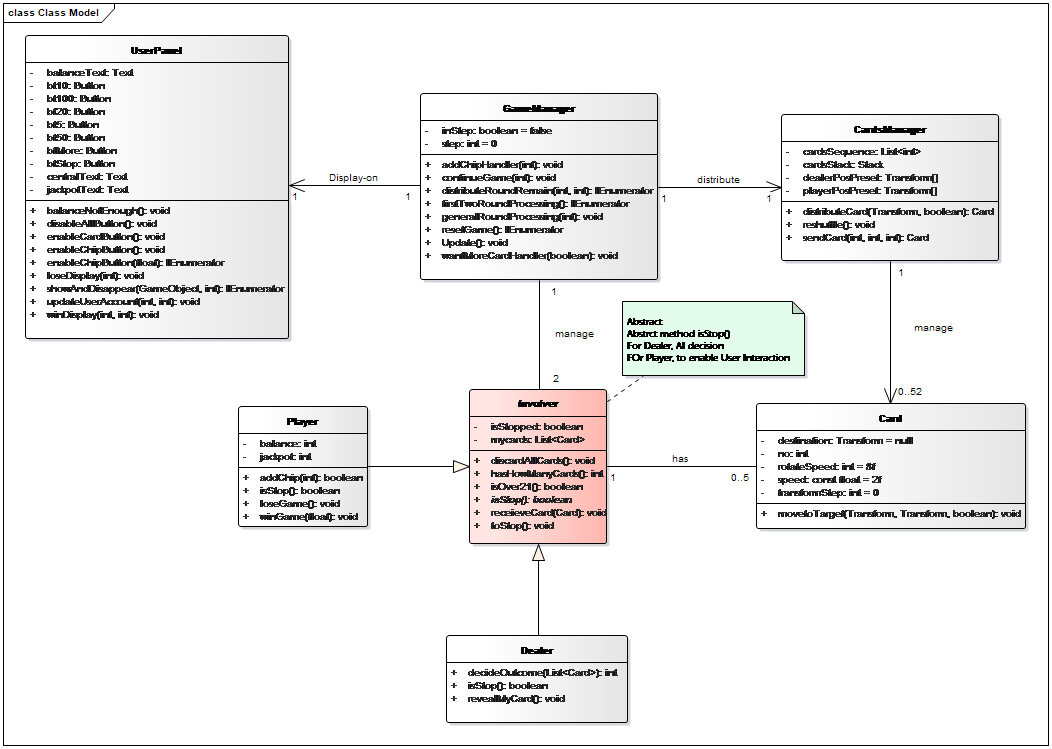 class Class Model
UserPanel
- balanceText: Text
- bt10: Button
- bt100: Button
- bt20: Button
- bt5: Button
- bt50: Button
- btMore: Button
- btStop: Button
- centralText: Text
- jackpotText: Text
+ balanceNotEnough(): void
+ disableAllButton(): void
+ enableCardButton(): void
+ enableChipButton(): void
+ enableChipButton(float): IEnumerator
+ loseDisplay(int): void
+ showAndDisappear(GameObject, int): IEnumerator
+ updateUserAccount(int, int): void
+ winDisplay(int, int): void
Display-on
1
1
GameManager
- inStep: boolean = false
- step: int = 0
+ addChipHandler(int): void
+ continueGame(int): void
+ distributeRoundRemain(int, int): IEnumerator
+ firstTwoRoundProcessing(): IEnumerator
+ generalRoundProcessing(int): void
+ resetGame(): IEnumerator
+ Update(): void
+ wantMoreCardHandler(boolean): void
distribute
1
1
CardsManager
- cardsSequence: List<int>
- cardsStack: Stack
- dealerPosPreset: Transform[]
- playerPosPreset: Transform[]
+ distributeCard(Transform, boolean): Card
+ reshuffle(): void
+ sendCard(int, int, int): Card
1
manage
2
1
manage
0..52
Abstract
Abstrct method isStop()
For Dealer, AI decision
FOr Player, to enable User Interaction
Player
- balance: int
- jackpot: int
+ addChip(int): boolean
+ isStop(): boolean
+ loseGame(): void
+ winGame(float): void
Involver
- isStopped: boolean
- mycards: List<Card>
+ discardAllCards(): void
+ hasHowManyCards(): int
+ isOver21(): boolean
+ isStop(): boolean
+ receieveCard(Card): void
+ toStop(): void
has
1
0..5
Card
- destination: Transform = null
- no: int
- rotateSpeed: int = 8f
- speed: const float = 2f
- transformStep: int = 0
+ movetoTarget(Transform, Transform, boolean): void
Dealer
+ decideOutcome(List<Card>): int
+ isStop(): boolean
+ revealMyCard(): void